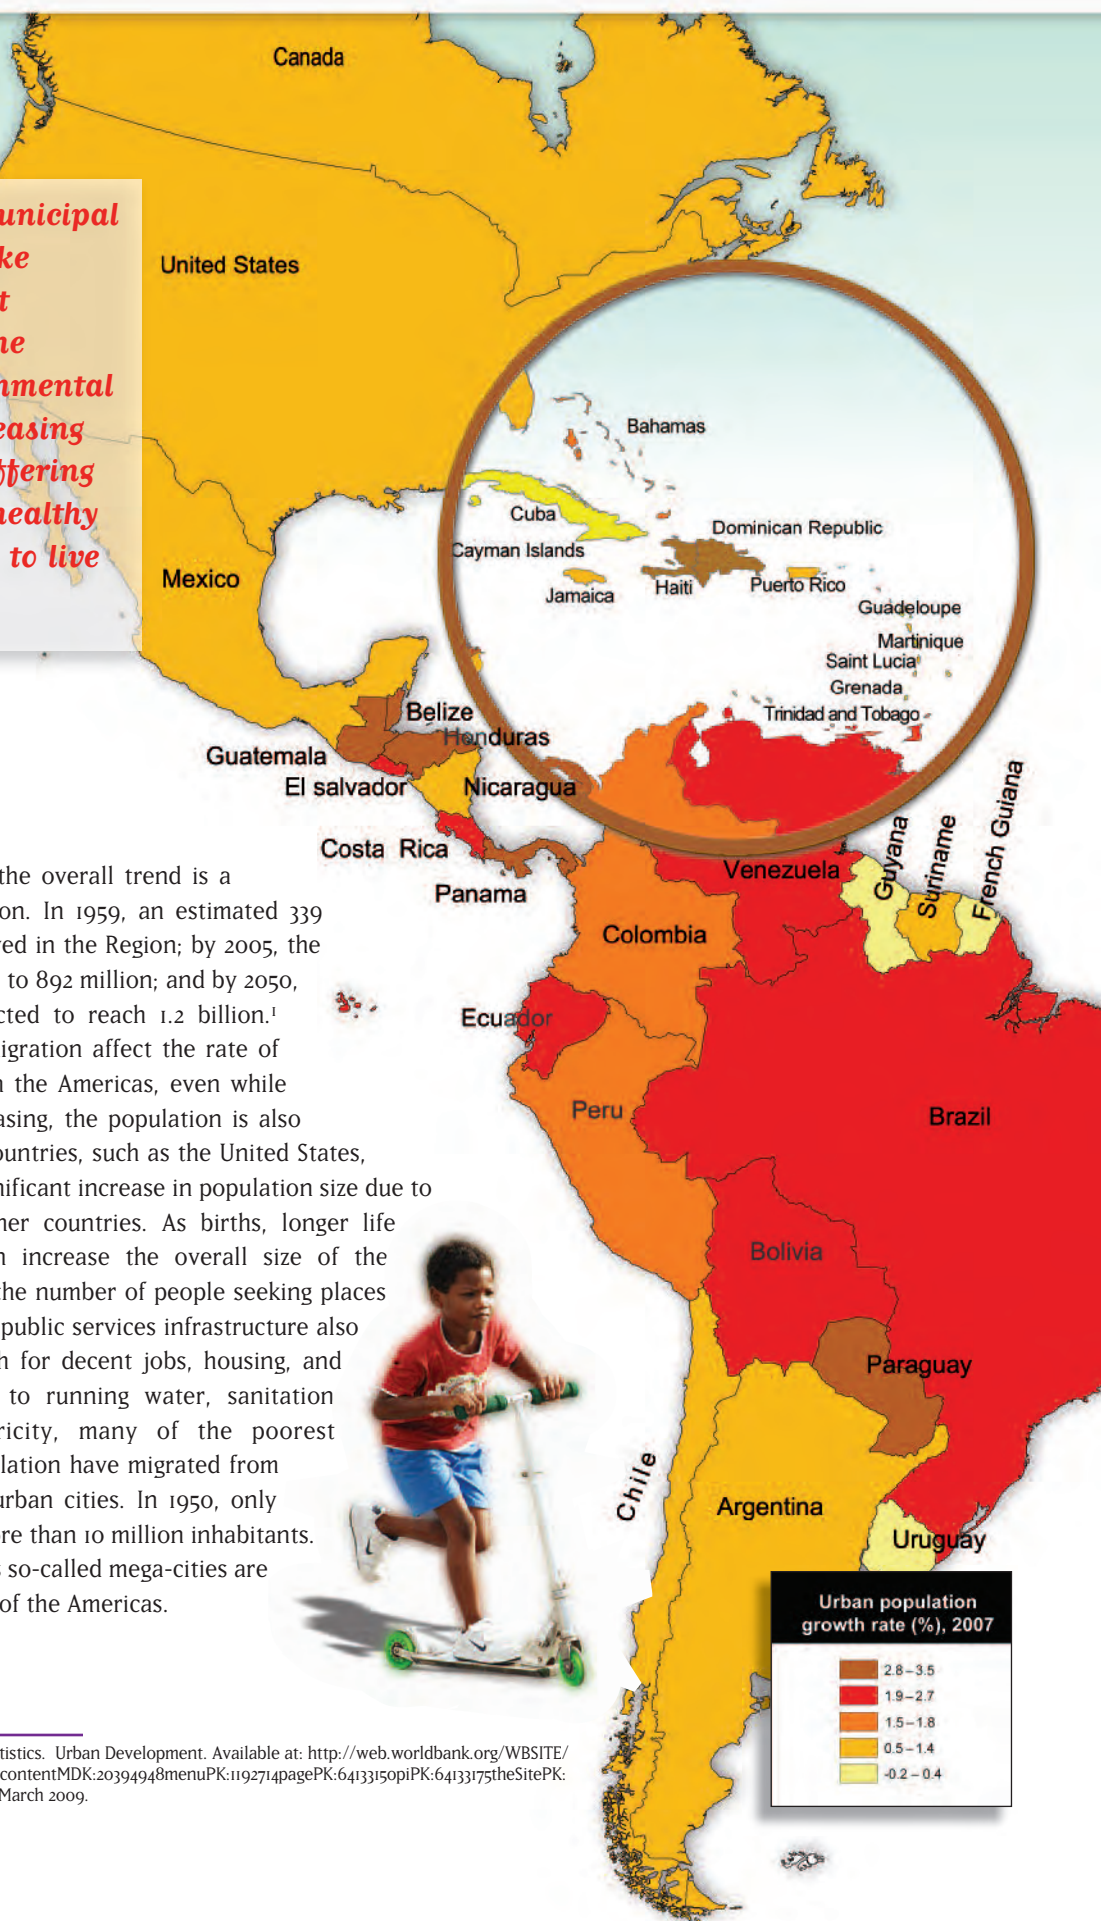 Canada
United States
Mexico
unicipal
ke
t
ne
nmental
easing
ffering
healthy
to live
Bahamas
Cuba
Cayman Islands
Dominican Republic
Jamaica
Haiti
Puerto Rico
Guadeloupe
Martinique
Saint Lucia
Grenada
Trinidad and Tobago
Belize
Honduras
Guatemala
El salvador
Nicaragua
Costa Rica
Panama
Venezuela
Guyana
Suriname
French Guiana
Colombia
Ecuador
Peru
Brazil
Bolivia
Paraguay
Chile
Argentina
Uruguay
the overall trend is a
on. In 1959, an estimated 339
red in the Region; by 2005, the
to 892 million; and by 2050,
cted to reach 1.2 billion.¹
igration affect the rate of
n the Americas, even while
asing, the population is also
ountries, such as the United States,
nificant increase in population size due to
her countries. As births, longer life
n increase the overall size of the
the number of people seeking places
public services infrastructure also
h for decent jobs, housing, and
to running water, sanitation
ricity, many of the poorest
lation have migrated from
urban cities. In 1950, only
ore than 10 million inhabitants.
s so-called mega-cities are
of the Americas.
Urban population
growth rate (%), 2007
2.8 – 3.5
1.9 – 2.7
1.5 – 1.8
0.5 – 1.4
-0.2 – 0.4
tistics. Urban Development. Available at: http://web.worldbank.org/WBSITE/
contentMDK:20394948menuPK:1192714pagePK:64133150piPK:64133175theSitePK:
March 2009.